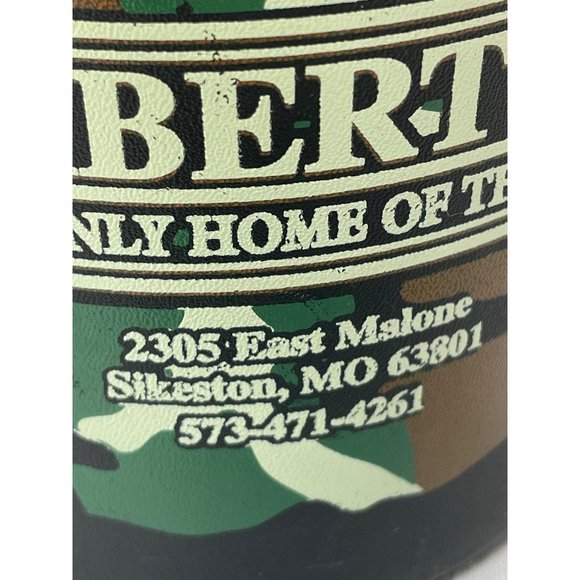 BERT
NLY HOME OF TH
2305 East Malone
Sikeston, MO 63801
573-471-4261